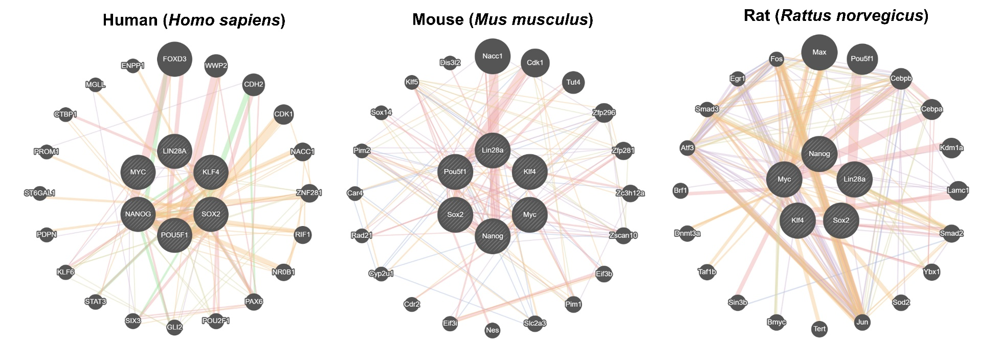 Human (Homo sapiens)
Mouse (Mus musculus)
Rat (Rattus norvegicus)
FOXD3
WWP2
CDH2
CDK1
NACC1
ZNF281
RIF1
NR0B1
PAX6
POU2F1
GLI2
SIX3
STAT3
KLF6
PDPN
ST6GAL1
PROM1
CTBP1
MGLL
ENPP1
LIN28A
KLF4
SOX2
POU5F1
NANOG
MYC
Nacc1
Cdk1
Tut4
Zfp296
Zfp281
Zc3h12a
Zscan10
Eif3b
Pim1
Slc2a3
Nes
Eif3i
Cdr2
Cyp2u1
Rad21
Car4
Pim2
Sox14
Klf5
Dis3l2
Lin28a
Klf4
Myc
Nanog
Sox2
Pou5f1
Max
Pou5f1
Cebpb
Cebpa
Kdm1a
Lamc1
Smad2
Ybx1
Sod2
Jun
Tert
Bmyc
Sin3b
Taf1b
Dnmt3a
Brf1
Atf3
Smad3
Egr1
Fos
Nanog
Lin28a
Sox2
Klf4
Myc